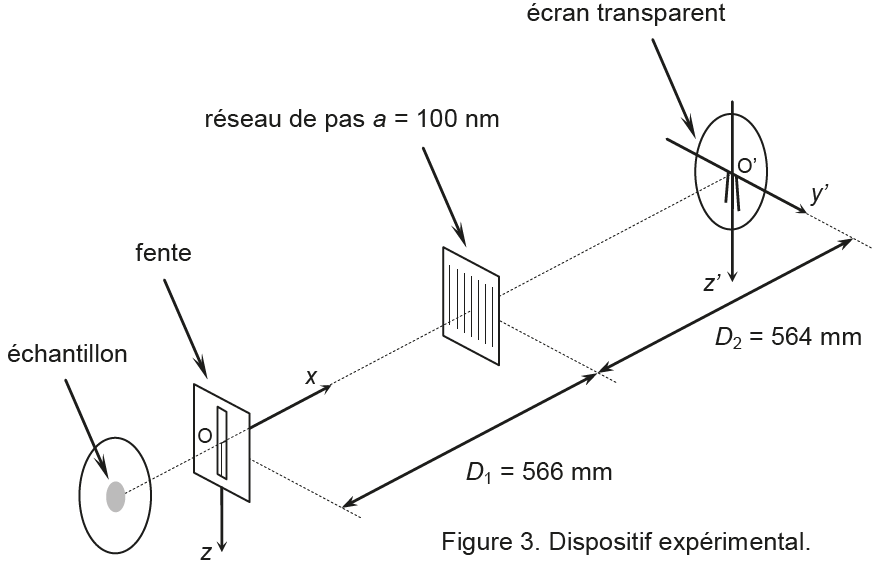 écran transparent
réseau de pas a = 100 nm
O’
y’
fente
z’
D2 = 564 mm
échantillon
x
O
D1 = 566 mm
z
Figure 3. Dispositif expérimental.